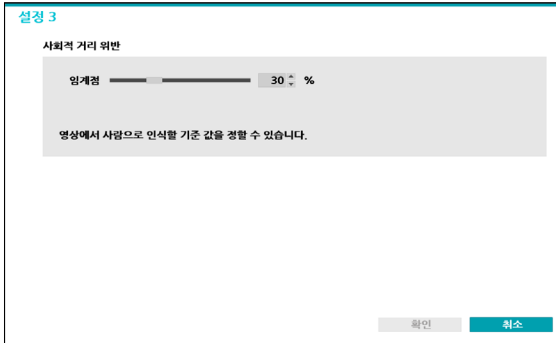 설정 3
사회적 거리 위반
임계점 30 %
영상에서 사람으로 인식할 기준 값을 정할 수 있습니다.
확인 취소